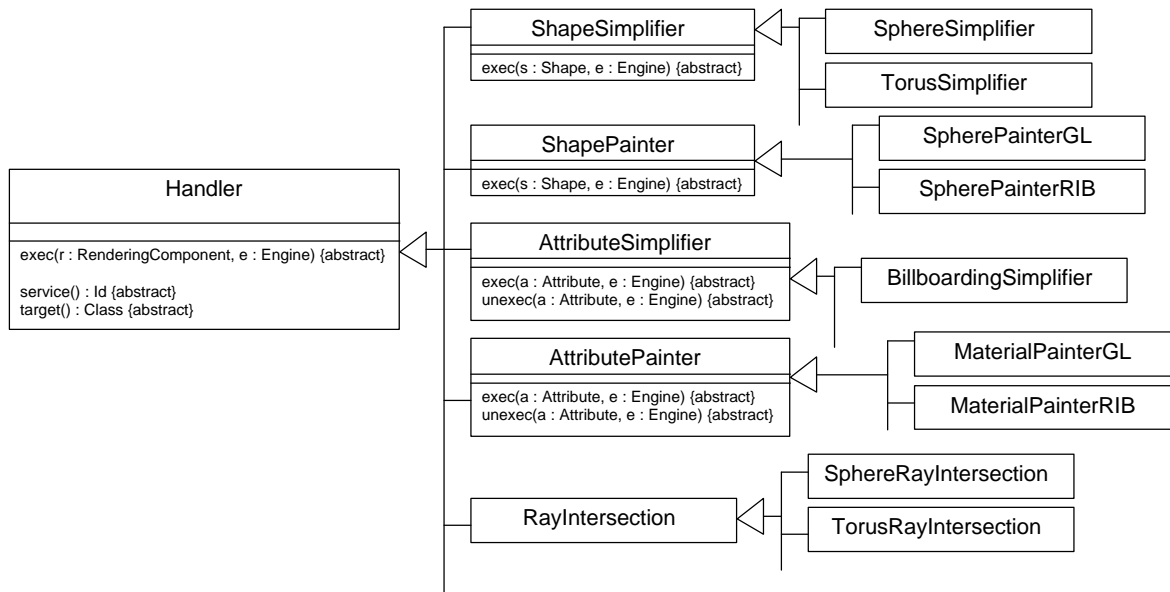 Handler
exec(r : RenderingComponent, e : Engine) {abstract}
service() : Id {abstract}
target() : Class {abstract}
ShapeSimplifier
exec(s : Shape, e : Engine) {abstract}
SphereSimplifier
TorusSimplifier
ShapePainter
exec(s : Shape, e : Engine) {abstract}
SpherePainterGL
SpherePainterRIB
AttributeSimplifier
exec(a : Attribute, e : Engine) {abstract}
unexec(a : Attribute, e : Engine) {abstract}
BillboardingSimplifier
AttributePainter
exec(a : Attribute, e : Engine) {abstract}
unexec(a : Attribute, e : Engine) {abstract}
MaterialPainterGL
MaterialPainterRIB
RayIntersection
SphereRayIntersection
TorusRayIntersection